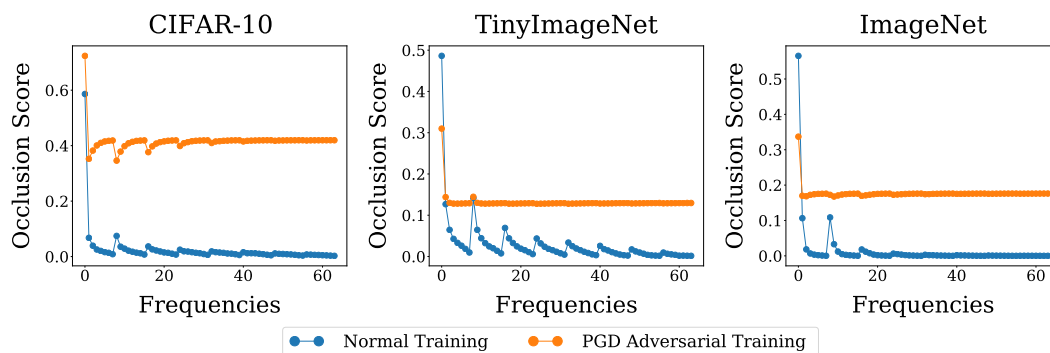 CIFAR-10
TinyImageNet
ImageNet
Occlusion Score
0.6
0.4
0.2
0.0
0 20 40 60
Frequencies
Occlusion Score
0.5
0.4
0.3
0.2
0.1
0.0
0 20 40 60
Frequencies
Occlusion Score
0.5
0.4
0.3
0.2
0.1
0.0
0 20 40 60
Frequencies
Normal Training
PGD Adversarial Training